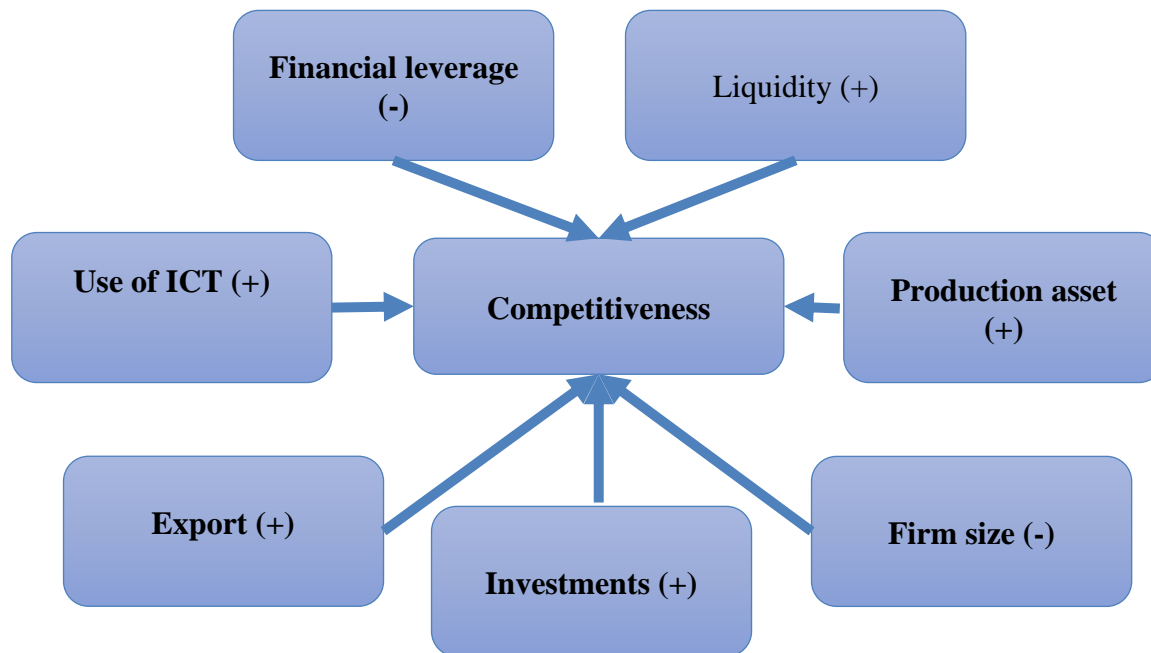 Financial leverage
(-)
Liquidity (+)
Use of ICT (+)
Competitiveness
Production asset
(+)
Export (+)
Investments (+)
Firm size (-)